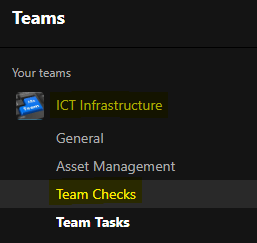 Teams
Your teams
ICT Infrastructure
General
Asset Management
Team Checks
Team Tasks